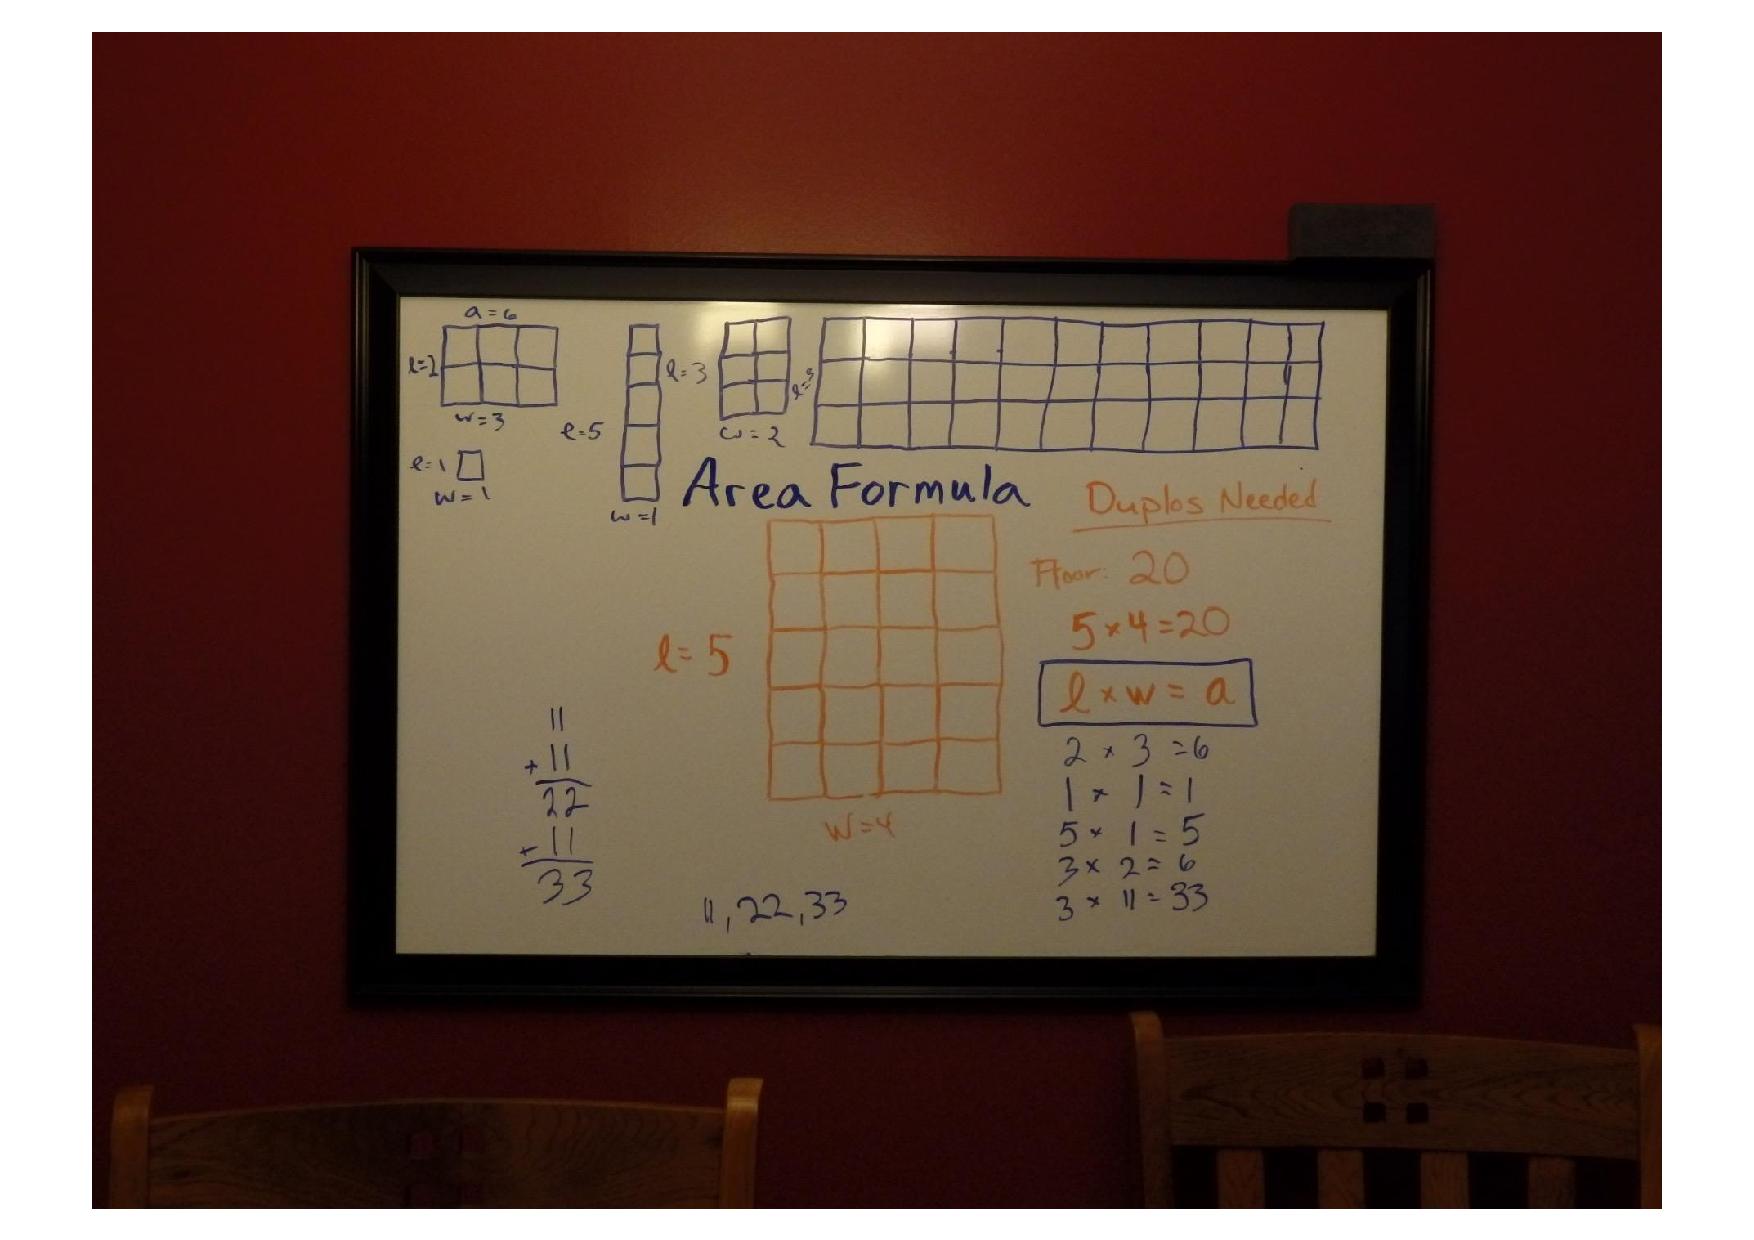 a = 6
l=2
w=3
l=1
w=1
l=5
w=1
l=3
w=2
l=3
Area Formula
Duplos Needed
Floor: 20
5 × 4 = 20
l × w = a
2 × 3 = 6
1 × 1 = 1
5 × 1 = 5
3 × 2 = 6
3 × 11 = 33
l = 5
w=4
11
+ 11
22
+ 11
33
11, 22, 33